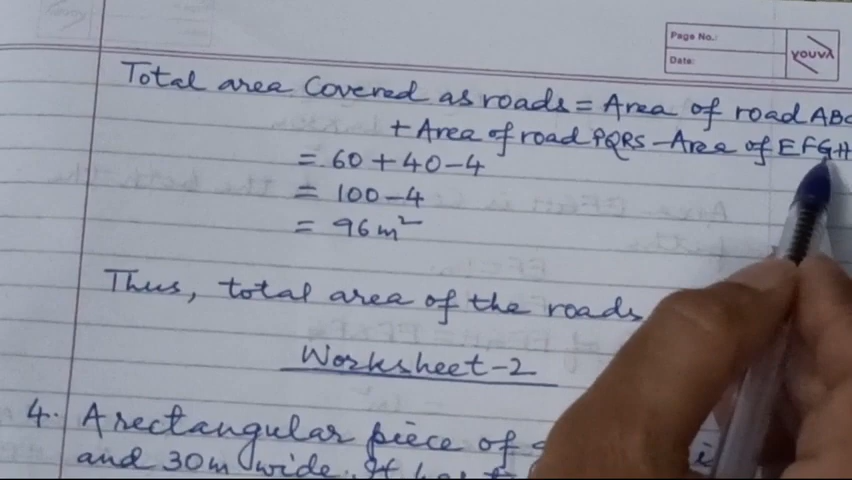 Page No.:
Date:
YOUVA
Total area Covered as roads = Area of road ABC
+ Area of road PQRS - Area of EFGH
= 60 + 40 - 4
= 100 - 4
= 96 m²
Thus, total area of the roads
Worksheet-2
4. A rectangular piece of
and 30m wide. It has